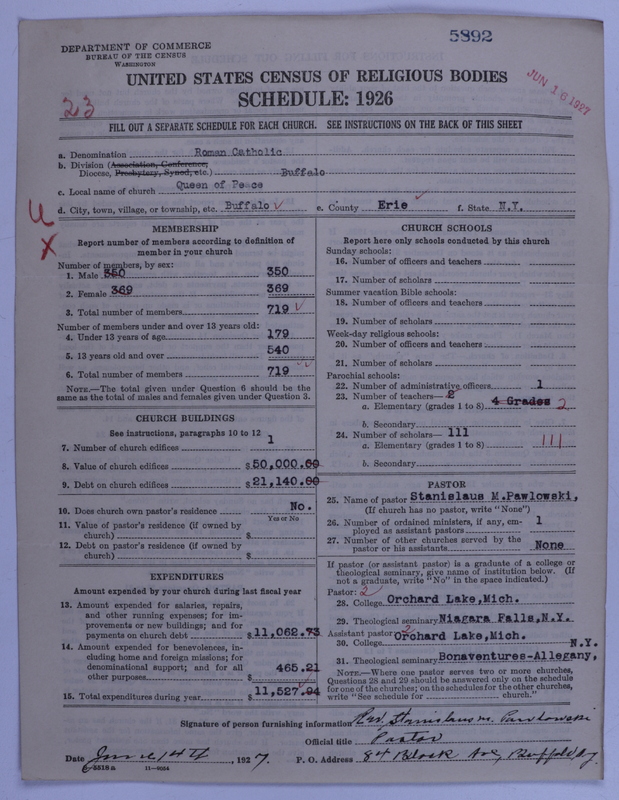 5892
DEPARTMENT OF COMMERCE
BUREAU OF THE CENSUS
WASHINGTON
JUN 16 1927
UNITED STATES CENSUS OF RELIGIOUS BODIES
23
SCHEDULE: 1926
FILL OUT A SEPARATE SCHEDULE FOR EACH CHURCH. SEE INSTRUCTIONS ON THE BACK OF THIS SHEET
a. Denomination Roman Catholic
b. Division (Association, Conference,
Diocese, Presbytery, Synod, etc.) Buffalo
c. Local name of church Queen of Peace
d. City, town, village, or township, etc. Buffalo e. County Erie f. State N.Y.
MEMBERSHIP
Report number of members according to definition of
member in your church
Number of members, by sex:
1. Male 350 350
2. Female 369 369
3. Total number of members 719
Number of members under and over 13 years old:
4. Under 13 years of age 179
5. 13 years old and over 540
6. Total number of members 719
NOTE.—The total given under Question 6 should be the
same as the total of males and females given under Question 3.
CHURCH BUILDINGS
See instructions, paragraphs 10 to 12
7. Number of church edifices 1
8. Value of church edifices $50,000.00
9. Debt on church edifices $21,140.00
10. Does church own pastor's residence No.
Yes or No
11. Value of pastor's residence (if owned by
church) $
12. Debt on pastor's residence (if owned by
church) $
EXPENDITURES
Amount expended by your church during last fiscal year
13. Amount expended for salaries, repairs,
and other running expenses; for im-
provements or new buildings; and for
payments on church debt $11,062.73
14. Amount expended for benevolences, in-
cluding home and foreign missions; for
denominational support; and for all
other purposes $ 465.21
15. Total expenditures during year $11,527.94
CHURCH SCHOOLS
Report here only schools conducted by this church
Sunday schools:
16. Number of officers and teachers
17. Number of scholars
Summer vacation Bible schools:
18. Number of officers and teachers
19. Number of scholars
Week-day religious schools:
20. Number of officers and teachers
21. Number of scholars
Parochial schools:
22. Number of administrative officers 1
23. Number of teachers— 2
a. Elementary (grades 1 to 8) 4 Grades 2
b. Secondary
24. Number of scholars— 111
a. Elementary (grades 1 to 8) 111
b. Secondary
PASTOR
25. Name of pastor Stanislaus M.Pawlowski,
(If church has no pastor, write "None")
26. Number of ordained ministers, if any, em-
ployed as assistant pastors 1
27. Number of other churches served by the
pastor or his assistants None
If pastor (or assistant pastor) is a graduate of a college or
theological seminary, give name of institution below. (If
not a graduate, write "No" in the space indicated.)
Pastor: 2
28. College Orchard Lake,Mich.
29. Theological seminary Niagara Falls,N.Y.
Assistant pastor: 2
30. College Orchard Lake,Mich. N.Y.
31. Theological seminary Bonaventures-Allegany,
NOTE.—Where one pastor serves two or more churches,
Questions 28 and 29 should be answered only on the schedule
for one of the churches; on the schedules for the other churches,
write "See schedule for church."
Signature of person furnishing information Rev. Stanislaus M. Pawlowski
Official title Pastor
Date June 14th, 1927. P. O. Address 84 Block Ave, Buffalo N.Y.
8518a 11—9034